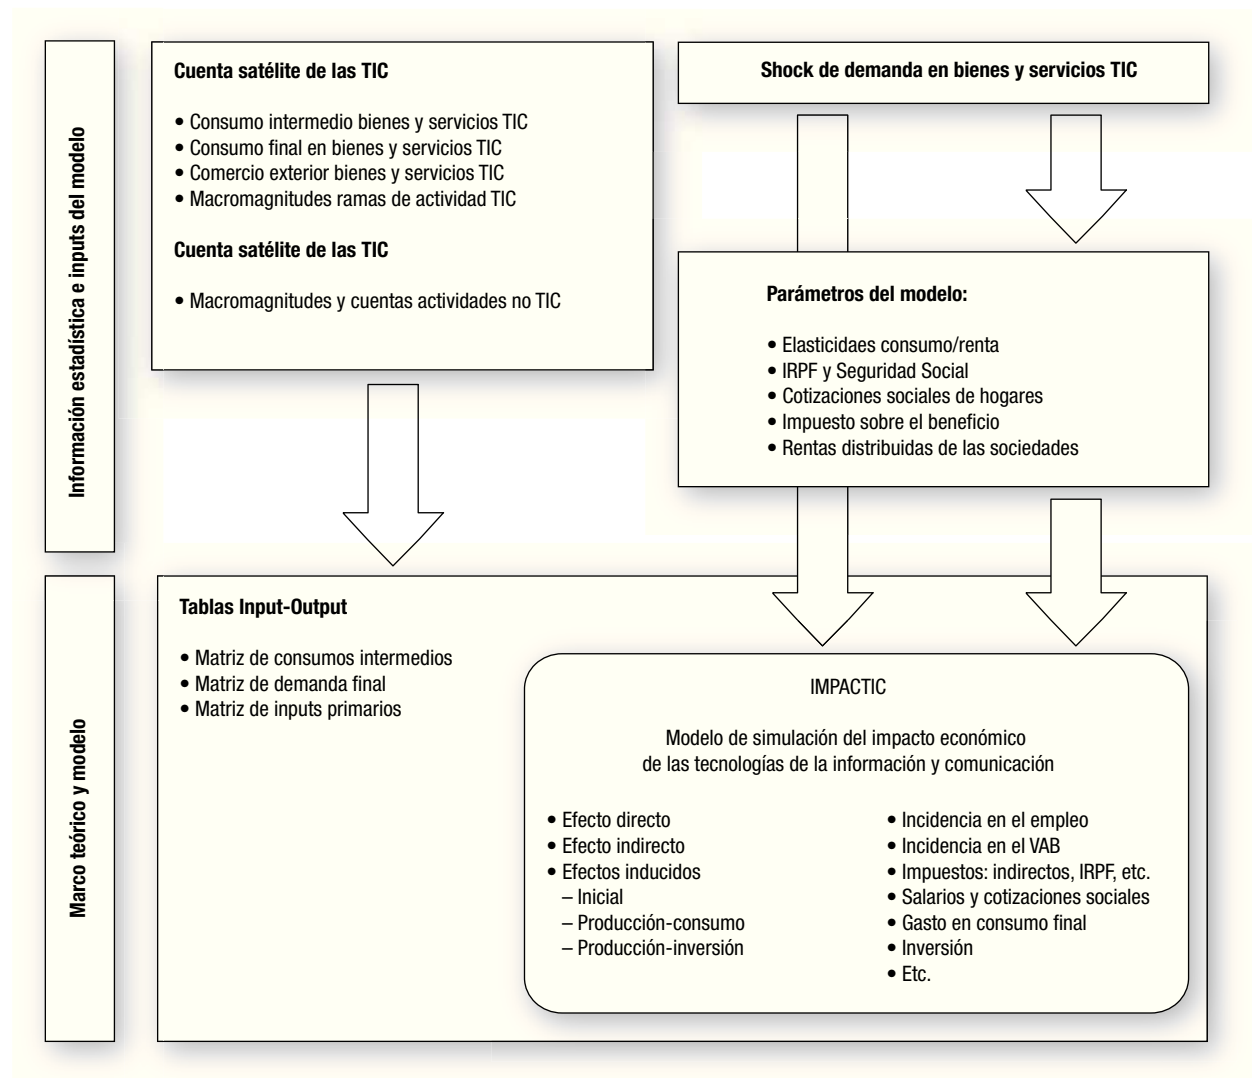 Información estadística e inputs del modelo
Cuenta satélite de las TIC
• Consumo intermedio bienes y servicios TIC
• Consumo final en bienes y servicios TIC
• Comercio exterior bienes y servicios TIC
• Macromagnitudes ramas de actividad TIC
Cuenta satélite de las TIC
• Macromagnitudes y cuentas actividades no TIC
Shock de demanda en bienes y servicios TIC
Parámetros del modelo:
• Elasticidaes consumo/renta
• IRPF y Seguridad Social
• Cotizaciones sociales de hogares
• Impuesto sobre el beneficio
• Rentas distribuidas de las sociedades
Marco teórico y modelo
Tablas Input-Output
• Matriz de consumos intermedios
• Matriz de demanda final
• Matriz de inputs primarios
IMPACTIC
Modelo de simulación del impacto económico
de las tecnologías de la información y comunicación
• Efecto directo
• Efecto indirecto
• Efectos inducidos
– Inicial
– Producción-consumo
– Producción-inversión
• Incidencia en el empleo
• Incidencia en el VAB
• Impuestos: indirectos, IRPF, etc.
• Salarios y cotizaciones sociales
• Gasto en consumo final
• Inversión
• Etc.